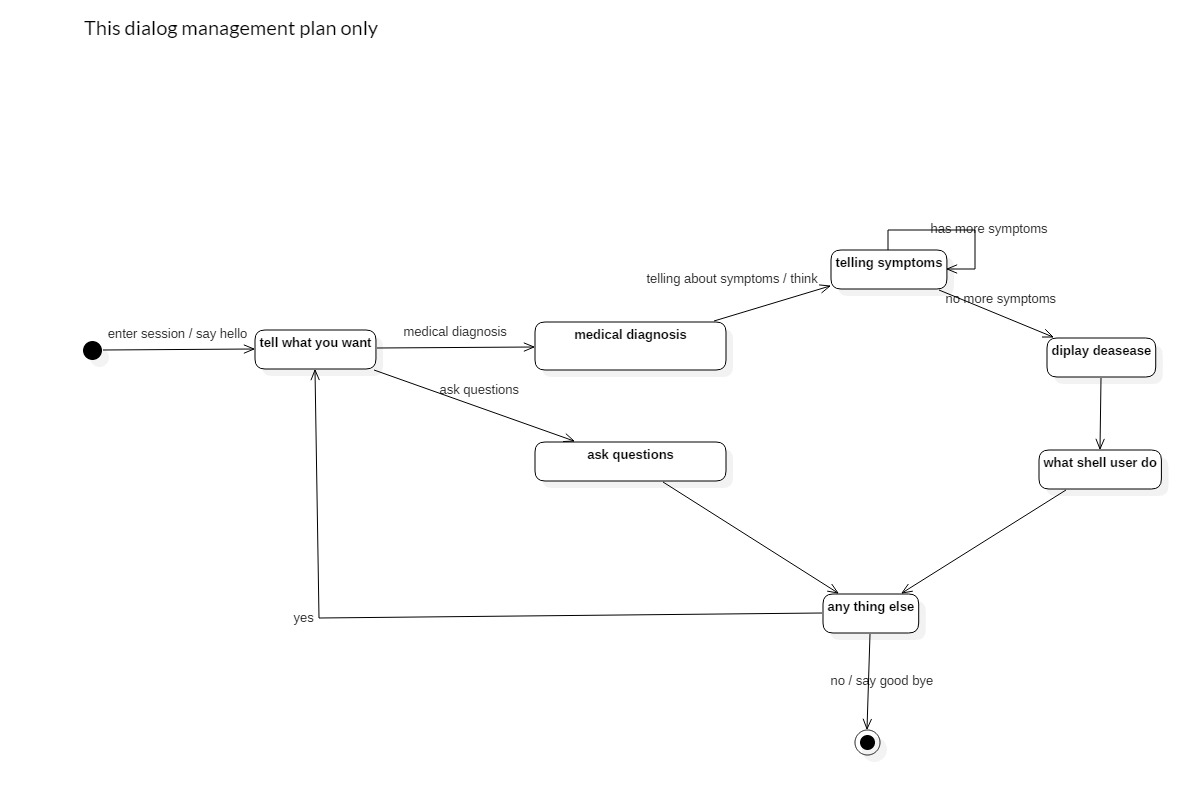 This dialog management plan only
has more symptoms
telling symptoms
telling about symptoms / think
no more symptoms
enter session / say hello
tell what you want
medical diagnosis
medical diagnosis
diplay deasease
ask questions
ask questions
what shell user do
any thing else
yes
no / say good bye